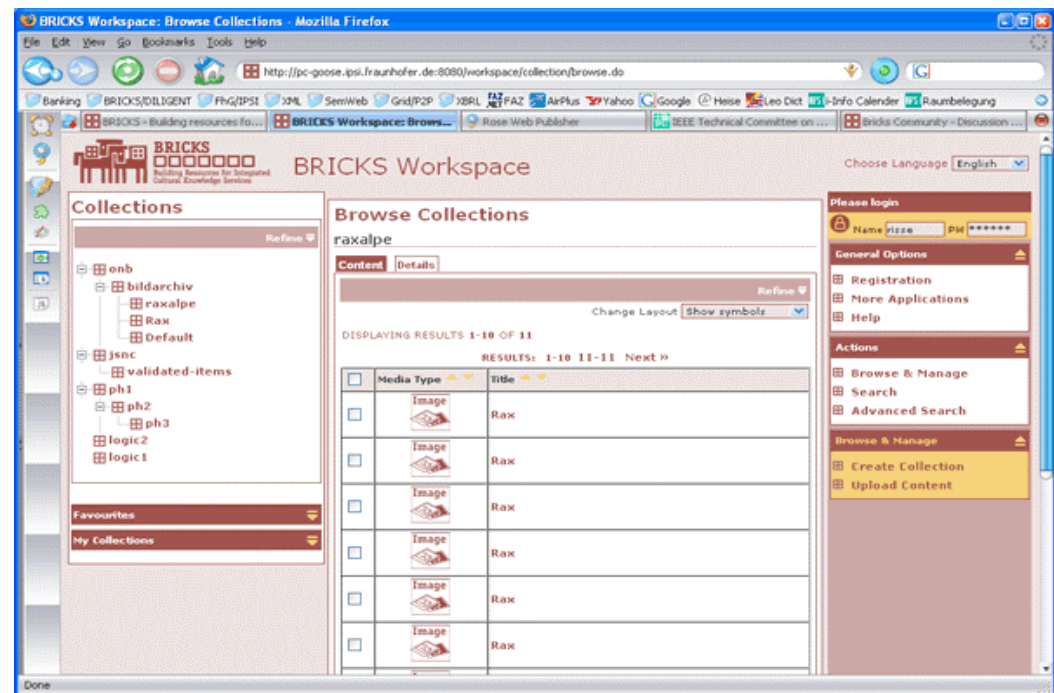 BRICKS Workspace: Browse Collections - Mozilla Firefox
File Edit View Go Bookmarks Tools Help
http://pc-goose.ipsi.fraunhofer.de:8080/workspace/collection/browse.do
Banking BRICKS/DILIGENT FhG/IPSI XML SemWeb Grid/P2P XBRL FAZ AirPlus Yahoo Google Heise Leo Dict I-Info Calender Raumbelegung
BRICKS - Building resources fo... BRICKS Workspace: Brows... Rose Web Publisher IEEE Technical Committee on ... Bricks Community - Discussion ...
BRICKS
Building Resources for Integrated
Cultural Knowledge Services
BRICKS Workspace
Choose Language English
Collections
Refine
onb
bildarchiv
raxalpe
Rax
Default
jsnc
validated-items
ph1
ph2
ph3
logic2
logic1
Favourites
My Collections
Browse Collections
raxalpe
Content Details
Refine
Change Layout Show symbols
DISPLAYING RESULTS 1-10 OF 11
RESULTS: 1-10 11-11 Next »
Media Type Title
Image
Rax
Image
Rax
Image
Rax
Image
Rax
Image
Rax
Image
Rax
Please login
Name risse PW ******
General Options
Registration
More Applications
Help
Actions
Browse & Manage
Search
Advanced Search
Browse & Manage
Create Collection
Upload Content
Done